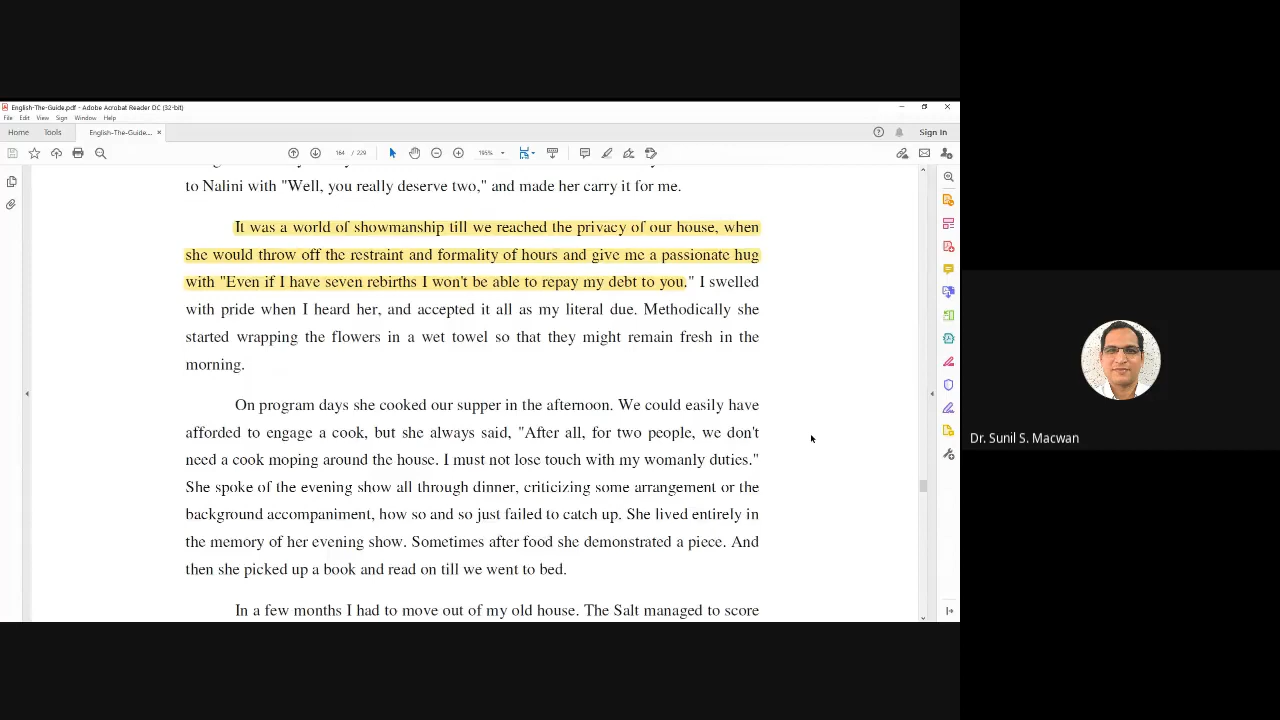 English-The-Guide.pdf - Adobe Acrobat Reader DC (32-bit)
File Edit View Sign Window Help
Home Tools English-The-Guide... × Sign In
164 / 229 195%
to Nalini with "Well, you really deserve two," and made her carry it for me.
It was a world of showmanship till we reached the privacy of our house, when
she would throw off the restraint and formality of hours and give me a passionate hug
with "Even if I have seven rebirths I won't be able to repay my debt to you." I swelled
with pride when I heard her, and accepted it all as my literal due. Methodically she
started wrapping the flowers in a wet towel so that they might remain fresh in the
morning.
On program days she cooked our supper in the afternoon. We could easily have
afforded to engage a cook, but she always said, "After all, for two people, we don't
need a cook moping around the house. I must not lose touch with my womanly duties."
She spoke of the evening show all through dinner, criticizing some arrangement or the
background accompaniment, how so and so just failed to catch up. She lived entirely in
the memory of her evening show. Sometimes after food she demonstrated a piece. And
then she picked up a book and read on till we went to bed.
In a few months I had to move out of my old house. The Salt managed to score
Dr. Sunil S. Macwan